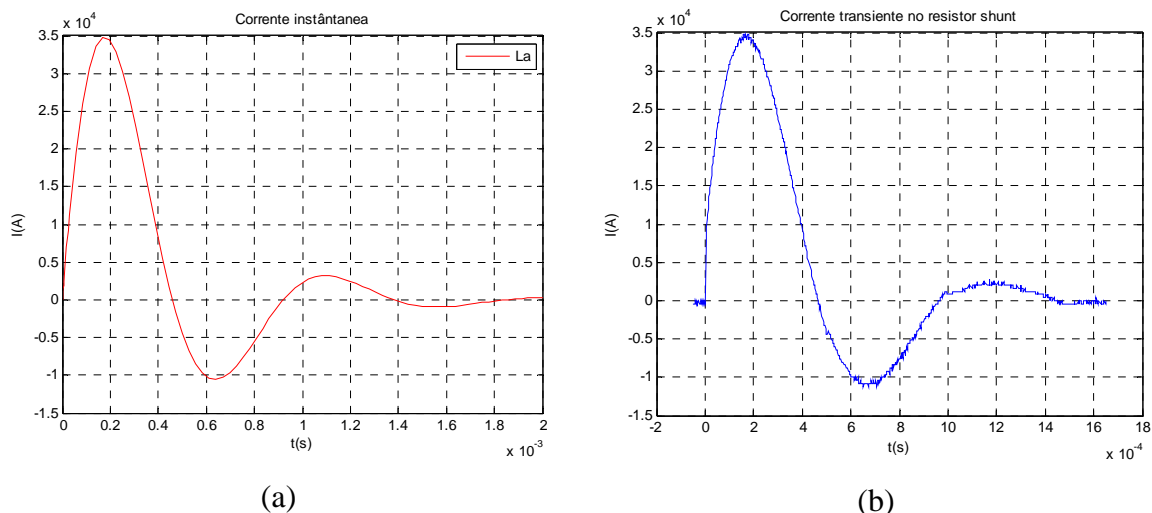 Corrente instântanea
x 10^4
3.5
3
2.5
2
1.5
1
0.5
0
-0.5
-1
-1.5
I(A)
La
0 0.2 0.4 0.6 0.8 1 1.2 1.4 1.6 1.8 2
t(s)
x 10^-3
(a)
Corrente transiente no resistor shunt
x 10^4
3.5
3
2.5
2
1.5
1
0.5
0
-0.5
-1
-1.5
I(A)
-2 0 2 4 6 8 10 12 14 16 18
t(s)
x 10^-4
(b)